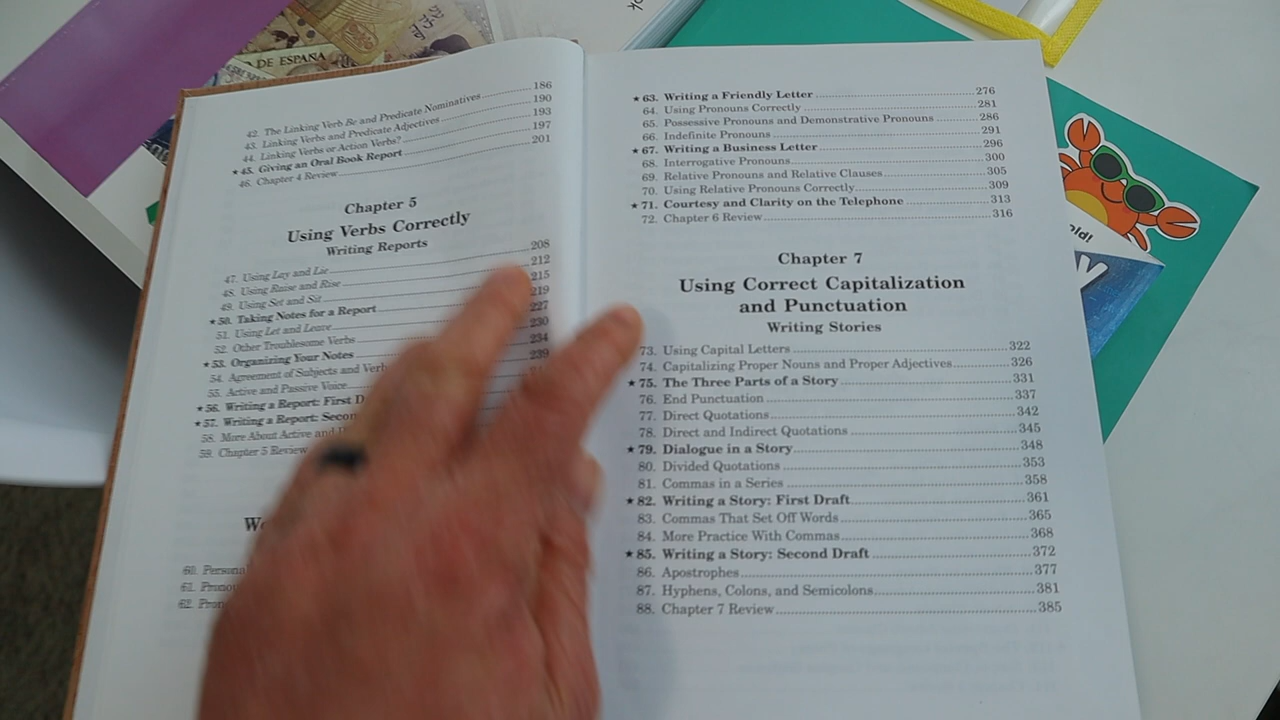 DE ESPAÑA
42. The Linking Verb Be and Predicate Nominatives 186
43. Linking Verbs and Predicate Adjectives 190
44. Linking Verbs or Action Verbs? 193
★ 45. Giving an Oral Book Report 197
46. Chapter 4 Review 201
Chapter 5
Using Verbs Correctly
Writing Reports
47. Using Lay and Lie 208
48. Using Raise and Rise 212
49. Using Set and Sit 215
★ 50. Taking Notes for a Report 219
51. Using Let and Leave 227
52. Other Troublesome Verbs 230
★ 53. Organizing Your Notes 234
54. Agreement of Subjects and Verb 239
55. Active and Passive Voice
★ 56. Writing a Report: First D
★ 57. Writing a Report: Secon
58. More About Active and
59. Chapter 5 Review
60. Personal
61.
62.
★ 63. Writing a Friendly Letter 276
64. Using Pronouns Correctly 281
65. Possessive Pronouns and Demonstrative Pronouns 286
66. Indefinite Pronouns 291
★ 67. Writing a Business Letter 296
68. Interrogative Pronouns 300
69. Relative Pronouns and Relative Clauses 305
70. Using Relative Pronouns Correctly 309
★ 71. Courtesy and Clarity on the Telephone 313
72. Chapter 6 Review 316
Chapter 7
Using Correct Capitalization
and Punctuation
Writing Stories
73. Using Capital Letters 322
74. Capitalizing Proper Nouns and Proper Adjectives 326
★ 75. The Three Parts of a Story 331
76. End Punctuation 337
77. Direct Quotations 342
78. Direct and Indirect Quotations 345
★ 79. Dialogue in a Story 348
80. Divided Quotations 353
81. Commas in a Series 358
★ 82. Writing a Story: First Draft 361
83. Commas That Set Off Words 365
84. More Practice With Commas 368
★ 85. Writing a Story: Second Draft 372
86. Apostrophes 377
87. Hyphens, Colons, and Semicolons 381
88. Chapter 7 Review 385
old!